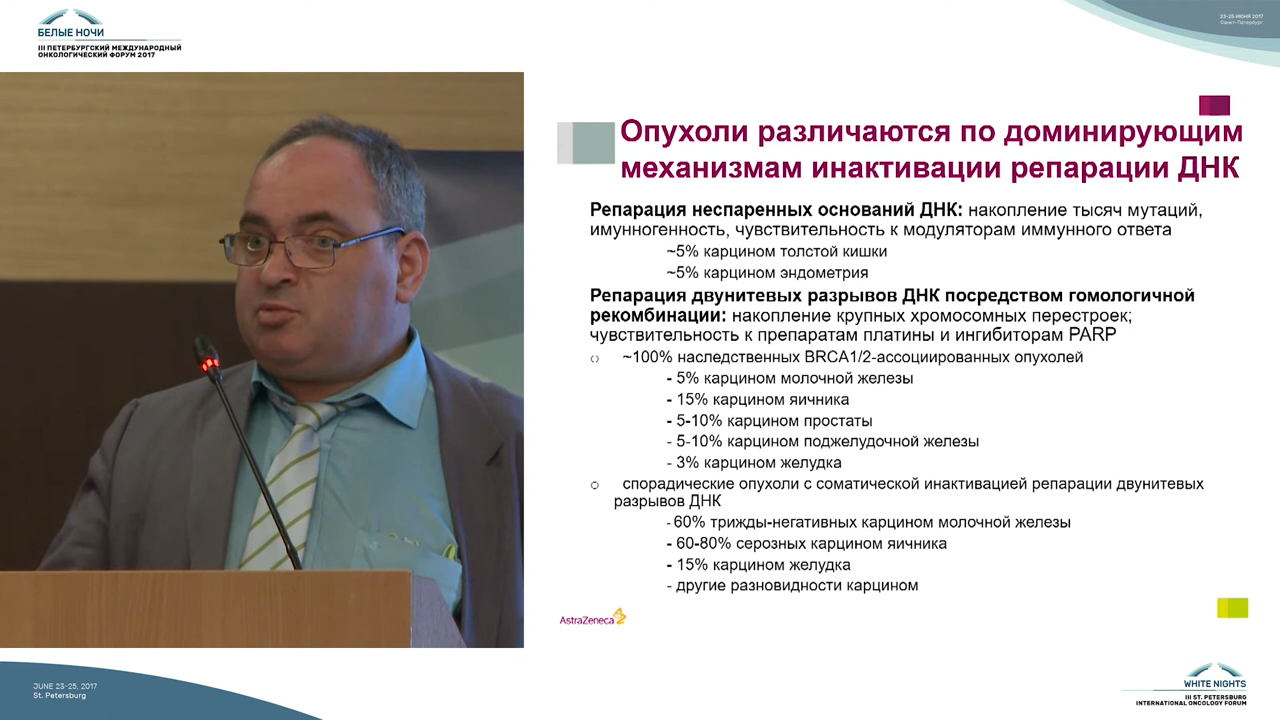 БЕЛЫЕ НОЧИ
III ПЕТЕРБУРГСКИЙ МЕЖДУНАРОДНЫЙ
ОНКОЛОГИЧЕСКИЙ ФОРУМ 2017
23-25 ИЮНЯ 2017
Санкт-Петербург
Опухоли различаются по доминирующим
механизмам инактивации репарации ДНК
Репарация неспаренных оснований ДНК: накопление тысяч мутаций,
имунногенность, чувствительность к модуляторам иммунного ответа
~5% карцином толстой кишки
~5% карцином эндометрия
Репарация двунитевых разрывов ДНК посредством гомологичной
рекомбинации: накопление крупных хромосомных перестроек;
чувствительность к препаратам платины и ингибиторам PARP
~100% наследственных BRCA1/2-ассоциированных опухолей
- 5% карцином молочной железы
- 15% карцином яичника
- 5-10% карцином простаты
- 5-10% карцином поджелудочной железы
- 3% карцином желудка
спорадические опухоли с соматической инактивацией репарации двунитевых
разрывов ДНК
- 60% трижды-негативных карцином молочной железы
- 60-80% серозных карцином яичника
- 15% карцином желудка
- другие разновидности карцином
AstraZeneca
JUNE 23-25, 2017
St. Petersburg
WHITE NIGHTS
III ST. PETERSBURG
INTERNATIONAL ONCOLOGY FORUM